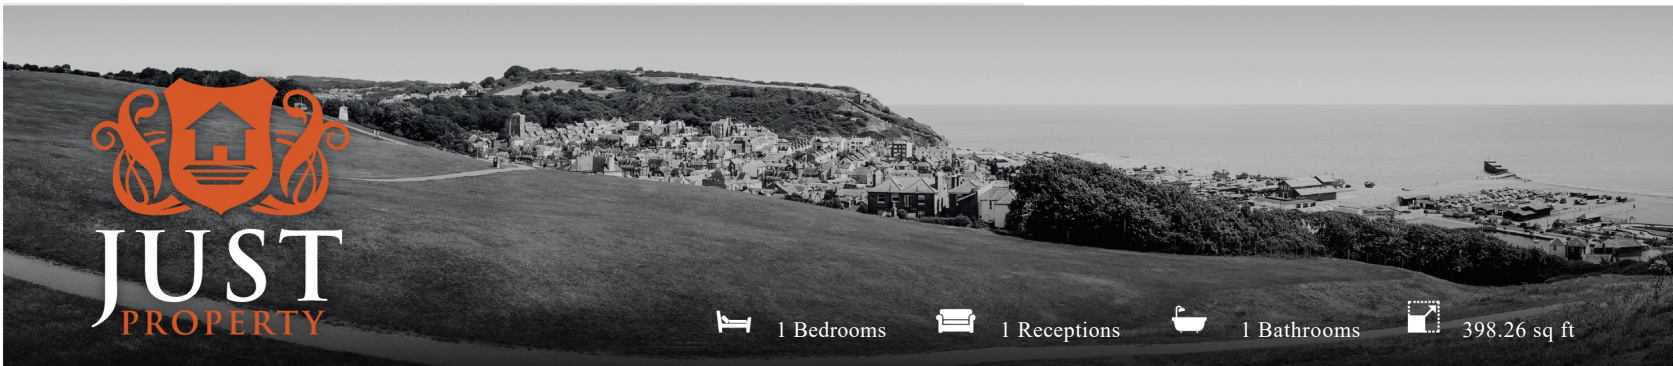 JUST
PROPERTY
1 Bedrooms
1 Receptions
1 Bathrooms
398.26 sq ft